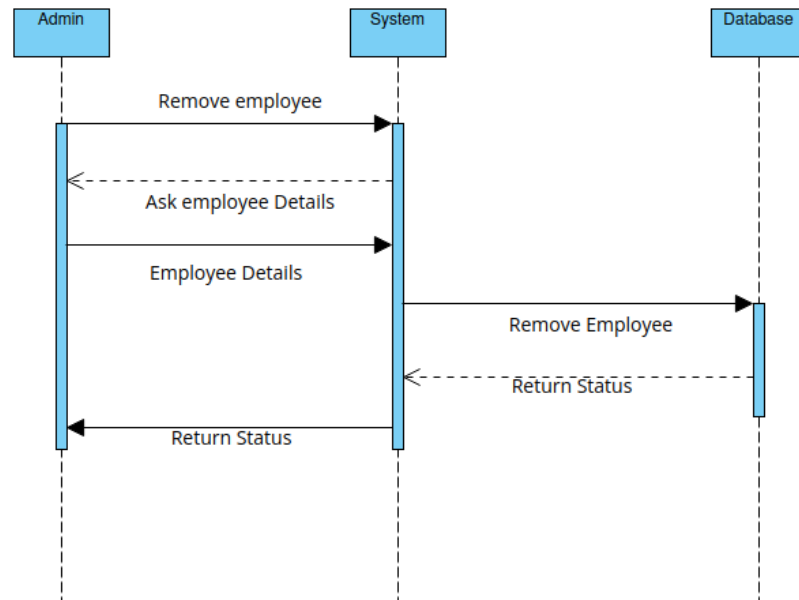 Admin
System
Database
Remove employee
Ask employee Details
Employee Details
Remove Employee
Return Status
Return Status